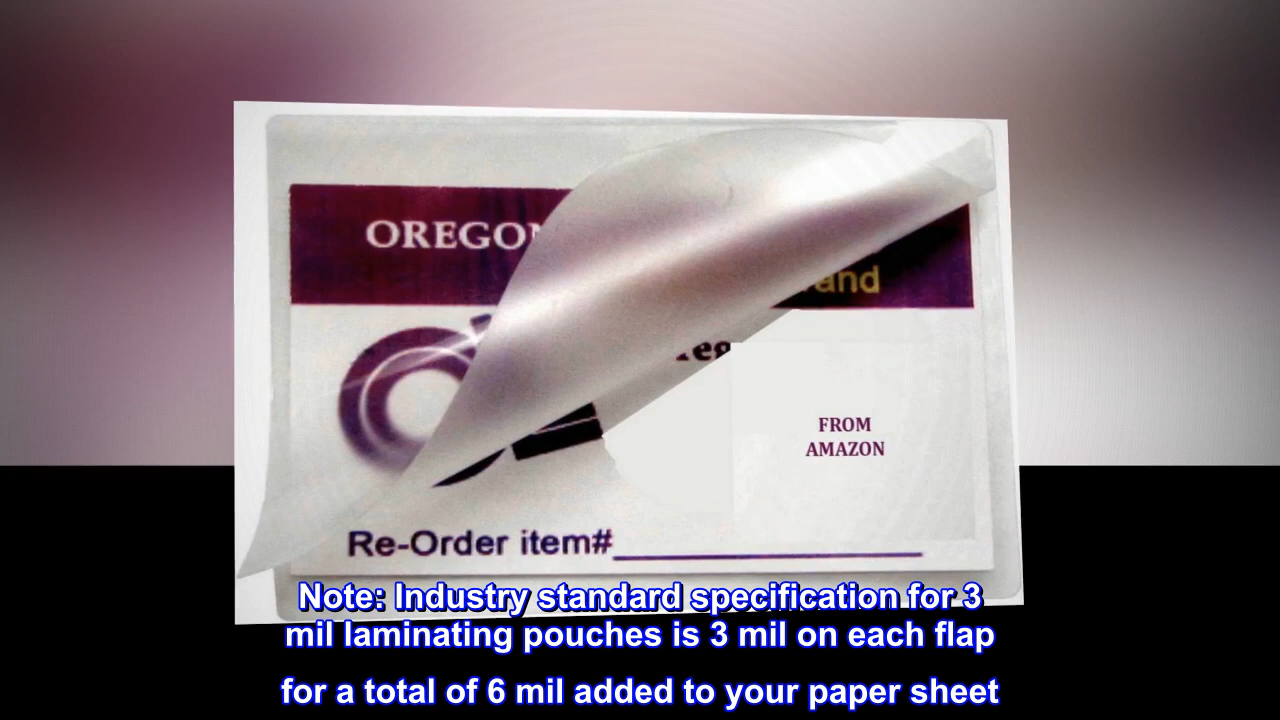 OREGO
and
FROM
AMAZON
Re-Order item#
Note: Industry standard specification for 3
mil laminating pouches is 3 mil on each flap
for a total of 6 mil added to your paper sheet